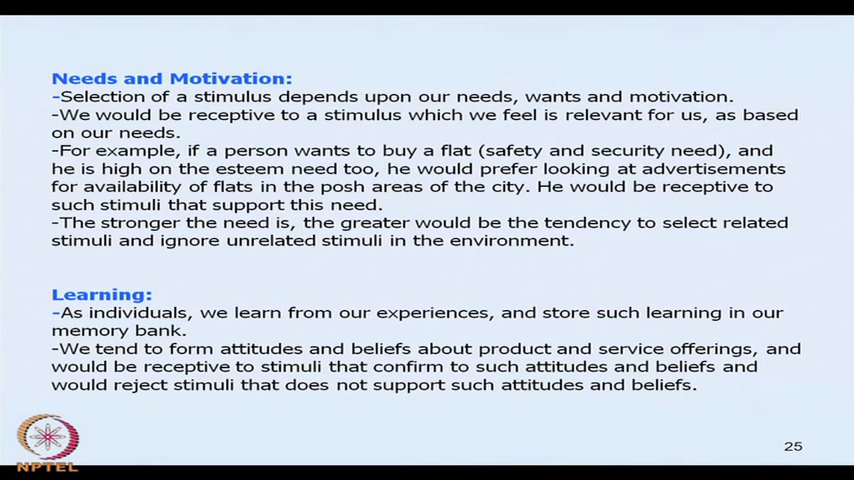 Needs and Motivation:
-Selection of a stimulus depends upon our needs, wants and motivation.
-We would be receptive to a stimulus which we feel is relevant for us, as based
on our needs.
-For example, if a person wants to buy a flat (safety and security need), and
he is high on the esteem need too, he would prefer looking at advertisements
for availability of flats in the posh areas of the city. He would be receptive to
such stimuli that support this need.
-The stronger the need is, the greater would be the tendency to select related
stimuli and ignore unrelated stimuli in the environment.
Learning:
-As individuals, we learn from our experiences, and store such learning in our
memory bank.
-We tend to form attitudes and beliefs about product and service offerings, and
would be receptive to stimuli that confirm to such attitudes and beliefs and
would reject stimuli that does not support such attitudes and beliefs.
25
NPTEL